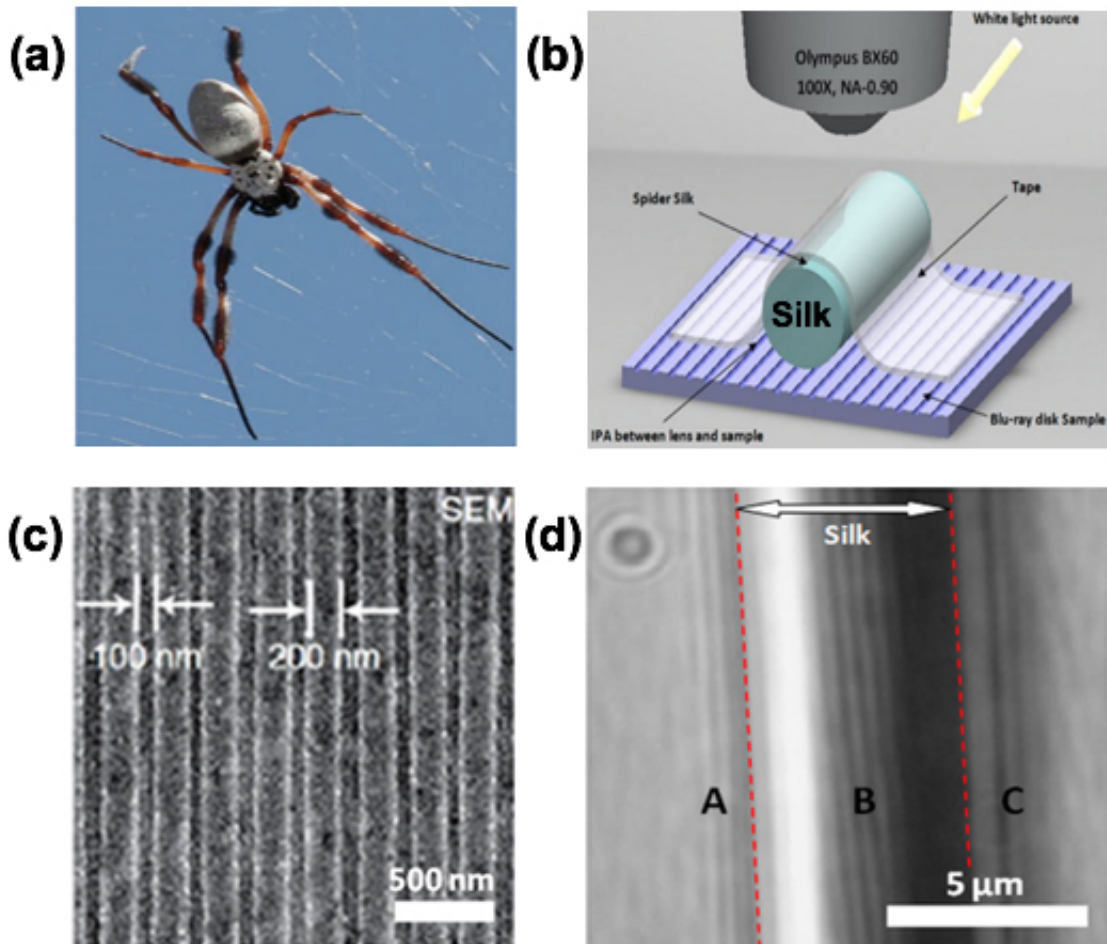 (a)
(b)
White light source
Olympus BX60
100X, NA-0.90
Spider Silk
Tape
Silk
Blu-ray disk Sample
IPA between lens and sample
(c)
SEM
100 nm
200 nm
500 nm
(d)
Silk
A
B
C
5 μm